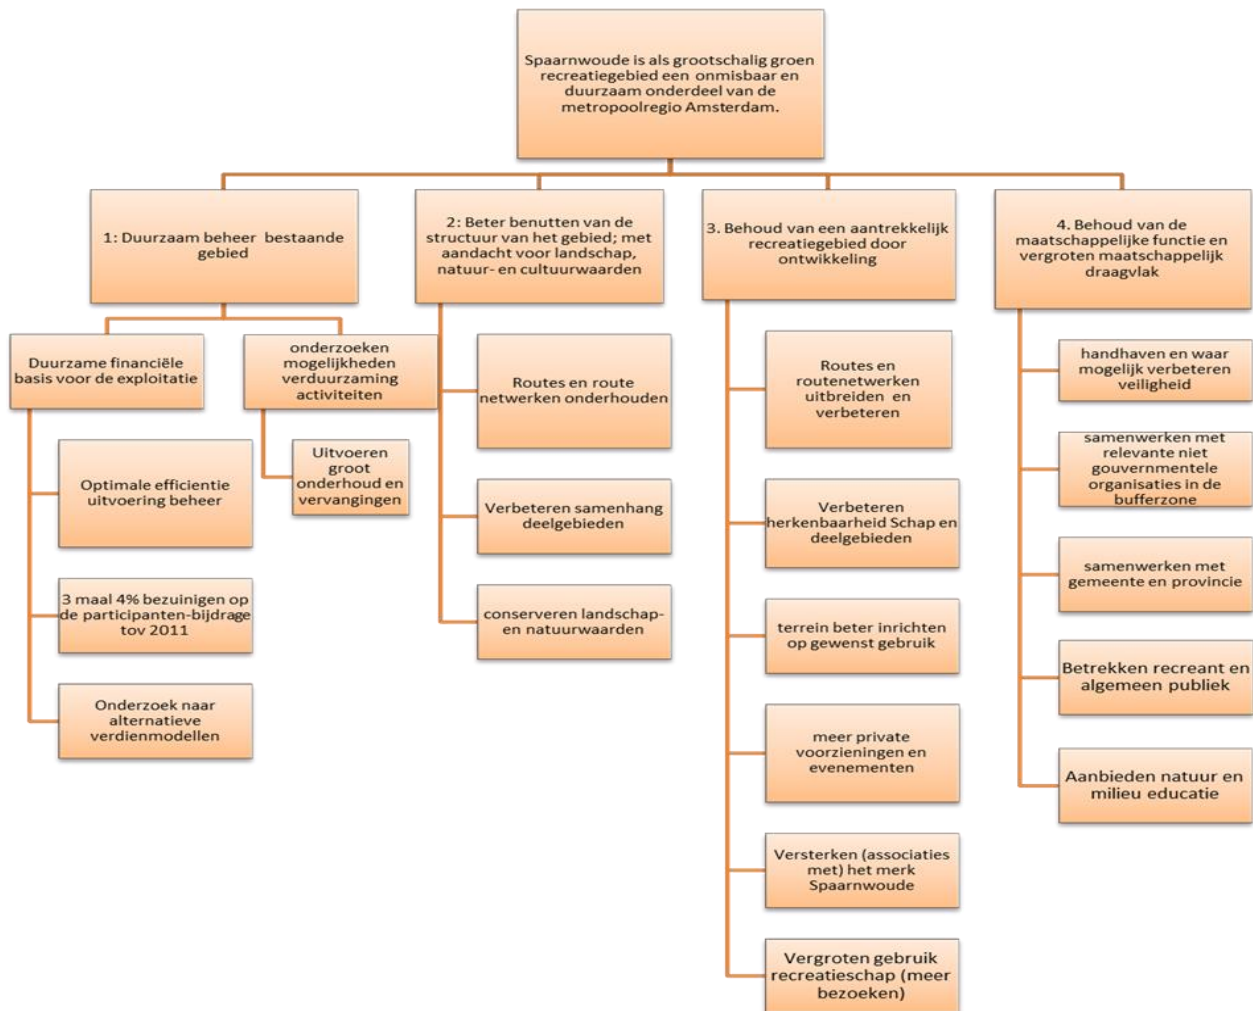 Spaarnwoude is als grootschalig groen
recreatiegebied een onmisbaar en
duurzaam onderdeel van de
metropoolregio Amsterdam.
1: Duurzaam beheer bestaande
gebied
Duurzame financiële
basis voor de exploitatie
Optimale efficientie
uitvoering beheer
3 maal 4% bezuinigen op
de participanten-bijdrage
tov 2011
Onderzoek naar
alternatieve
verdienmodellen
onderzoeken
mogelijkheden
verduurzaming
activiteiten
Uitvoeren
groot
onderhoud en
vervangingen
2: Beter benutten van de
structuur van het gebied; met
aandacht voor landschap,
natuur- en cultuurwaarden
Routes en route
netwerken onderhouden
Verbeteren samenhang
deelgebieden
conserveren landschap-
en natuurwaarden
3. Behoud van een aantrekkelijk
recreatiegebied door
ontwikkeling
Routes en
routenetwerken
uitbreiden en
verbeteren
Verbeteren
herkenbaarheid Schap en
deelgebieden
terrein beter inrichten
op gewenst gebruik
meer private
voorzieningen en
evenementen
Versterken (associaties
met) het merk
Spaarnwoude
Vergroten gebruik
recreatieschap (meer
bezoeken)
4. Behoud van de
maatschappelijke functie en
vergroten maatschappelijk
draagvlak
handhaven en waar
mogelijk verbeteren
veiligheid
samenwerken met
relevante niet
gouvernmentele
organisaties in de
bufferzone
samenwerken met
gemeente en provincie
Betrekken recreant en
algemeen publiek
Aanbieden natuur en
milieu educatie